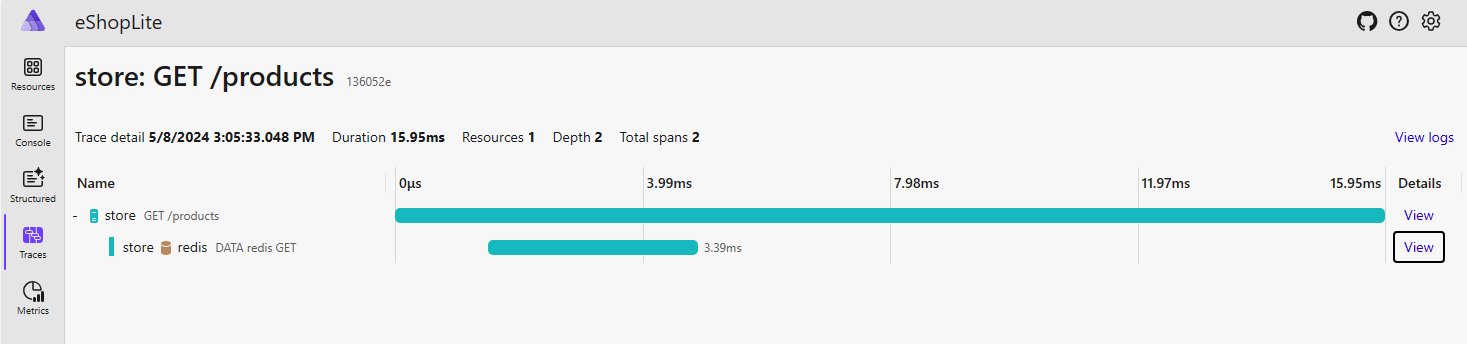 eShopLite
Resources
Console
Structured
Traces
Metrics
store: GET /products 136052e
Trace detail 5/8/2024 3:05:33.048 PM Duration 15.95ms Resources 1 Depth 2 Total spans 2 View logs
Name 0μs 3.99ms 7.98ms 11.97ms 15.95ms Details
- store GET /products View
store redis DATA redis GET 3.39ms View